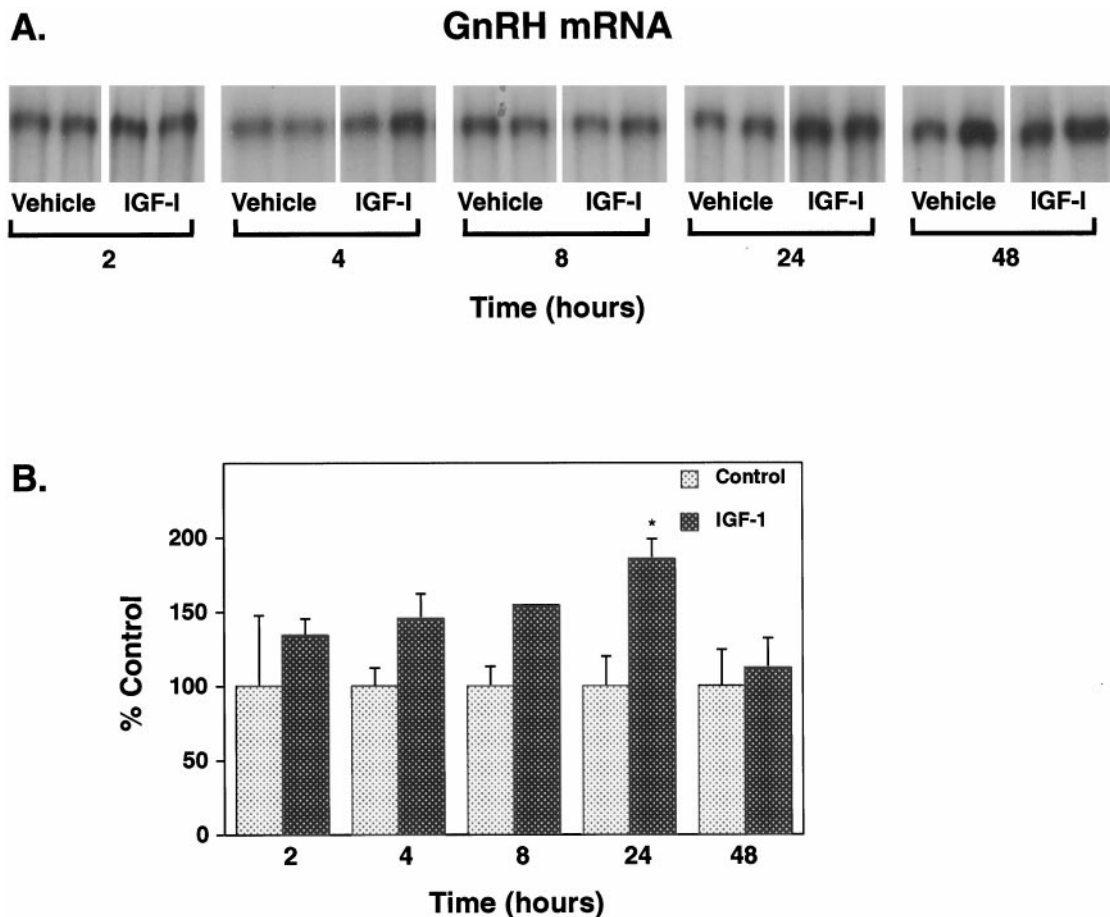 A.
GnRH mRNA
Vehicle IGF-I Vehicle IGF-I Vehicle IGF-I Vehicle IGF-I Vehicle IGF-I
2 4 8 24 48
Time (hours)
B.
Control
IGF-1
*
200
150
100
50
0
% Control
2 4 8 24 48
Time (hours)